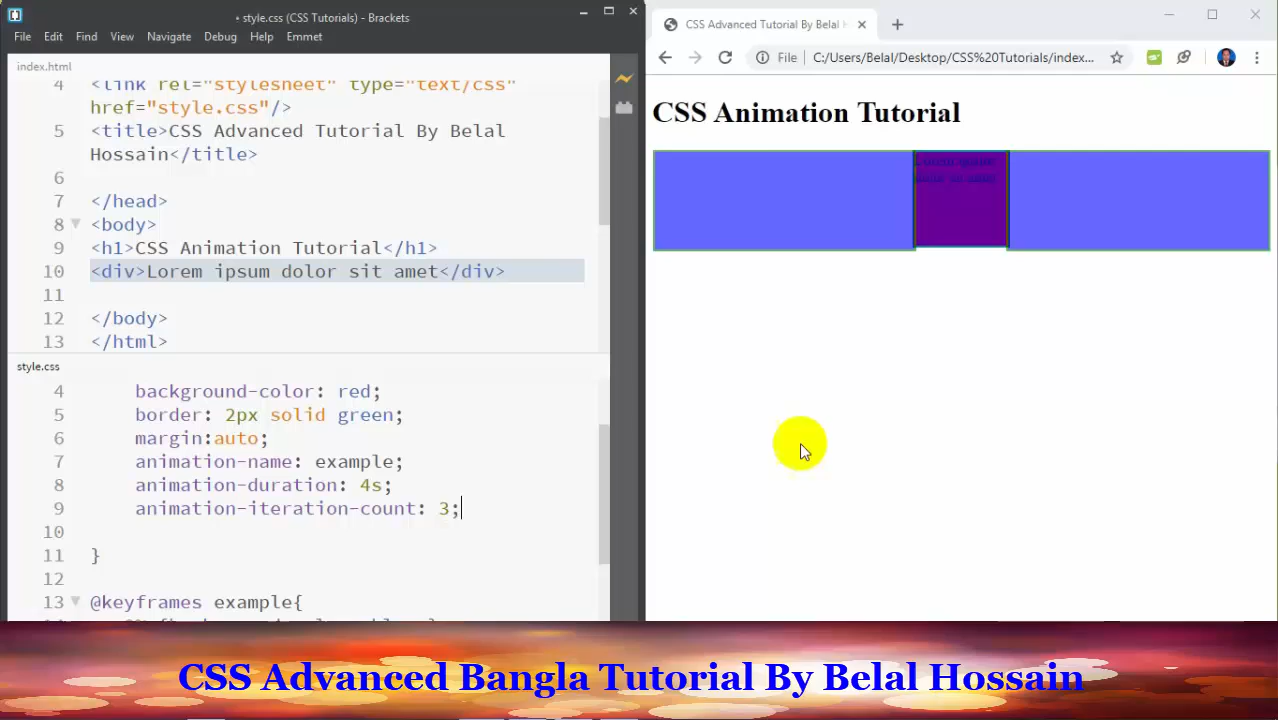 • style.css (CSS Tutorials) - Brackets
File Edit Find View Navigate Debug Help Emmet
index.html
4 <link rel="stylesheet" type="text/css"
href="style.css"/>
5 <title>CSS Advanced Tutorial By Belal
Hossain</title>
6
7 </head>
8 <body>
9 <h1>CSS Animation Tutorial</h1>
10 <div>Lorem ipsum dolor sit amet</div>
11
12 </body>
13 </html>
style.css
4 background-color: red;
5 border: 2px solid green;
6 margin:auto;
7 animation-name: example;
8 animation-duration: 4s;
9 animation-iteration-count: 3;
10
11 }
12
13 @keyframes example{
CSS Advanced Tutorial By Belal H
File C:/Users/Belal/Desktop/CSS%20Tutorials/index...
CSS Animation Tutorial
Lorem ipsum
dolor sit amet
CSS Advanced Bangla Tutorial By Belal Hossain